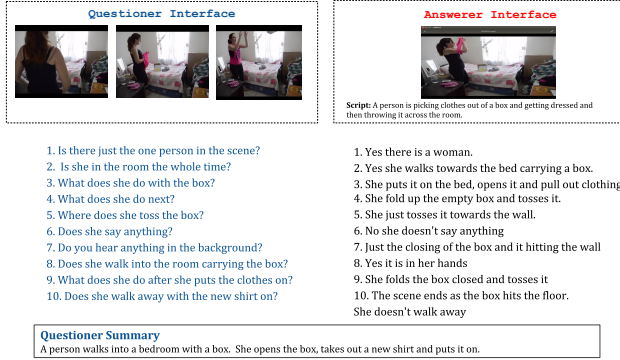 Questioner Interface
Answerer Interface
Script: A person is picking clothes out of a box and getting dressed and
then throwing it across the room.
1. Is there just the one person in the scene?
2. Is she in the room the whole time?
3. What does she do with the box?
4. What does she do next?
5. Where does she toss the box?
6. Does she say anything?
7. Do you hear anything in the background?
8. Does she walk into the room carrying the box?
9. What does she do after she puts the clothes on?
10. Does she walk away with the new shirt on?
1. Yes there is a woman.
2. Yes she walks towards the bed carrying a box.
3. She puts it on the bed, opens it and pull out clothing
4. She fold up the empty box and tosses it.
5. She just tosses it towards the wall.
6. No she doesn't say anything
7. Just the closing of the box and it hitting the wall
8. Yes it is in her hands
9. She folds the box closed and tosses it
10. The scene ends as the box hits the floor.
She doesn't walk away
Questioner Summary
A person walks into a bedroom with a box. She opens the box, takes out a new shirt and puts it on.